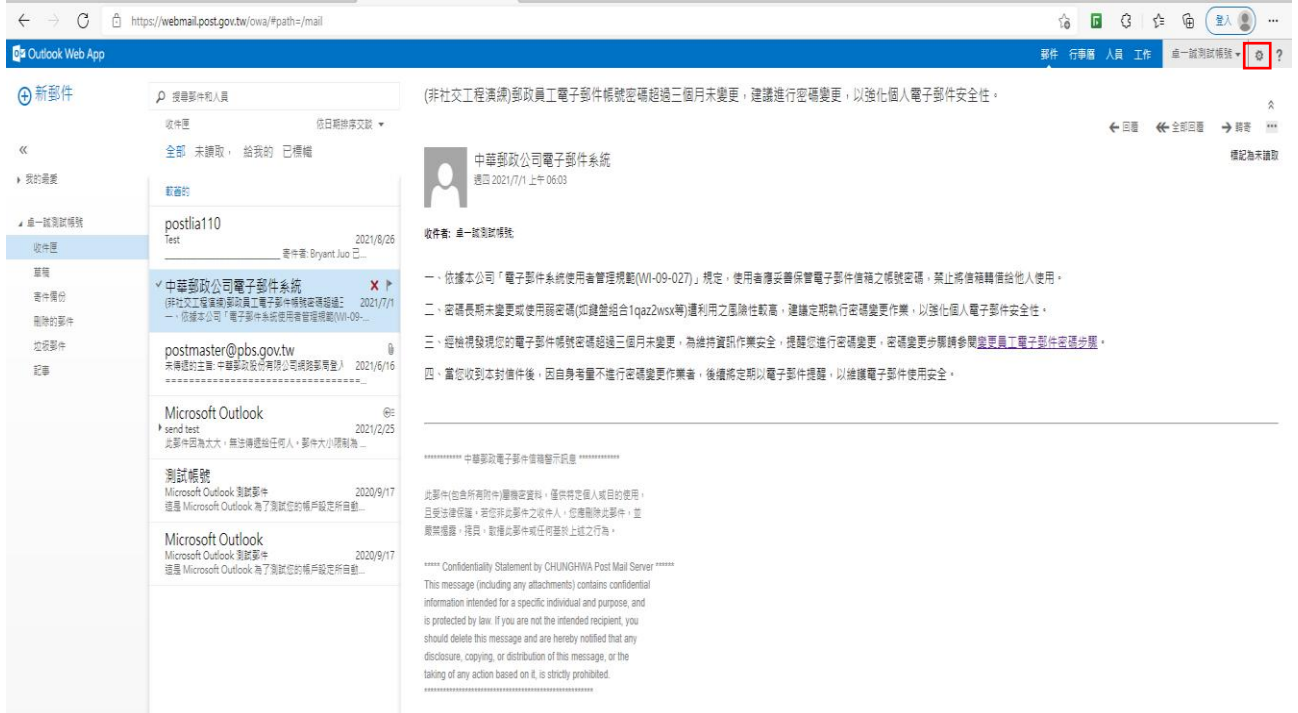 https://webmail.post.gov.tw/owa/#path=/mail
登入
Outlook Web App
郵件 行事曆 人員 工作 卓一誠測試帳號 ?
新郵件
我的最愛
卓一誠測試帳號
收件匣
草稿
寄件備份
刪除的郵件
垃圾郵件
記事
搜尋郵件和人員
收件匣 依日期排序交談
全部 未讀取, 給我的 已標幟
較舊的
postlia110
Test 2021/8/26
寄件者: Bryant Juo 已...
中華郵政公司電子郵件系統
(非社交工程演練)郵政員工電子郵件帳號密碼超過三 2021/7/1
一、依據本公司「電子郵件系統使用者管理規範(WI-09-...
postmaster@pbs.gov.tw
未傳遞的主旨: 中華郵政股份有限公司網路郵局登入 2021/6/16
================================...
Microsoft Outlook
send test 2021/2/25
此郵件因為太大,無法傳遞給任何人。郵件大小限制為 ...
測試帳號
Microsoft Outlook 測試郵件 2020/9/17
這是 Microsoft Outlook 為了測試您的帳戶設定所自動...
Microsoft Outlook
Microsoft Outlook 測試郵件 2020/9/17
這是 Microsoft Outlook 為了測試您的帳戶設定所自動...
(非社交工程演練)郵政員工電子郵件帳號密碼超過三個月未變更,建議進行密碼變更,以強化個人電子郵件安全性。
回覆 全部回覆 轉寄 ...
標記為未讀取
中華郵政公司電子郵件系統
週四 2021/7/1 上午 06:03
收件者: 卓一誠測試帳號;
一、依據本公司「電子郵件系統使用者管理規範(WI-09-027)」規定,使用者應妥善保管電子郵件信箱之帳號密碼,禁止將信箱轉借給他人使用。
二、密碼長期未變更或使用弱密碼(如鍵盤組合1qaz2wsx等)遭利用之風險性較高,建議定期執行密碼變更作業,以強化個人電子郵件安全性。
三、經檢視發現您的電子郵件帳號密碼超過三個月未變更,為維持資訊作業安全,提醒您進行密碼變更,密碼變更步驟請參閱變更員工電子郵件密碼步驟。
四、當您收到本封信件後,因自身考量不進行密碼變更作業者,後續將定期以電子郵件提醒,以維護電子郵件使用安全。
************ 中華郵政電子郵件信箱警示訊息 *************
此郵件(包含所有附件)屬機密資料,僅供特定個人或目的使用,
且受法律保護。若您非此郵件之收件人,您應刪除此郵件,並
嚴禁揭露、拷貝、散播此郵件或任何基於上述之行為。
***** Confidentiality Statement by CHUNGHWA Post Mail Server ******
This message (including any attachments) contains confidential
information intended for a specific individual and purpose, and
is protected by law. If you are not the intended recipient, you
should delete this message and are hereby notified that any
disclosure, copying, or distribution of this message, or the
taking of any action based on it, is strictly prohibited.
******************************************************